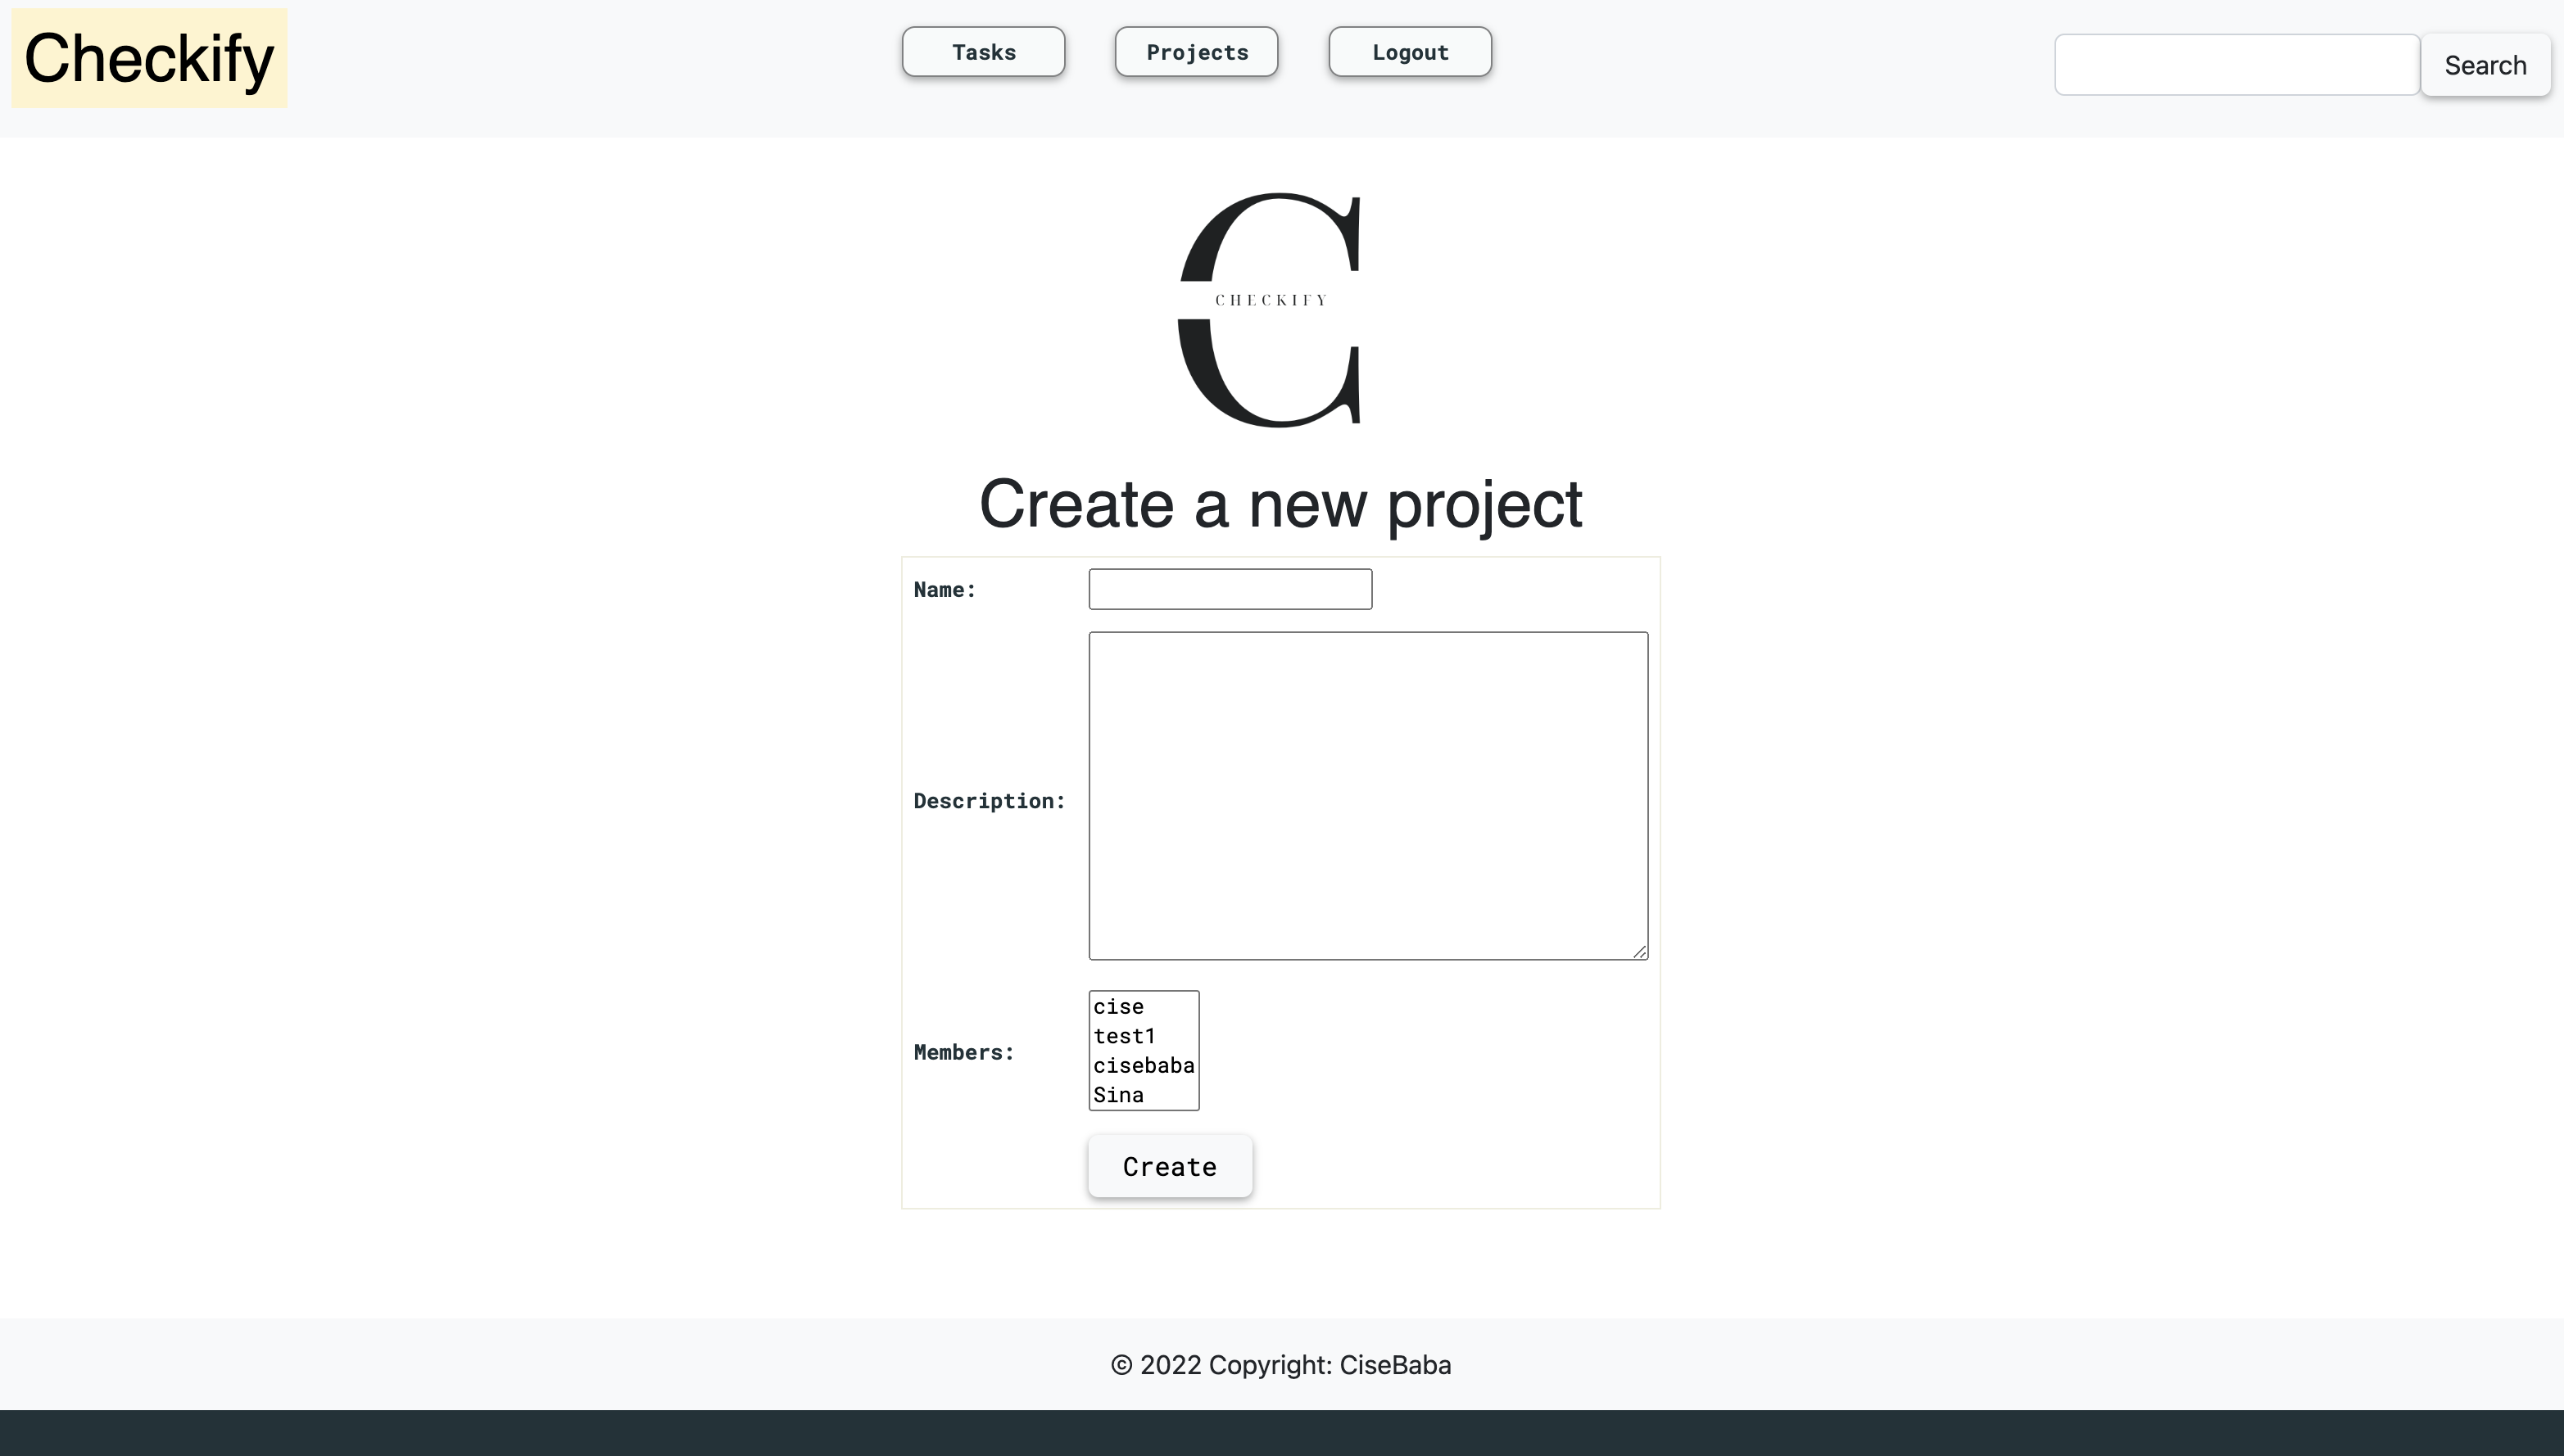 Checkify
Tasks
Projects
Logout
Search
CHECKIFY
Create a new project
Name:
Description:
Members:
cise
test1
cisebaba
Sina
Create
© 2022 Copyright: CiseBaba